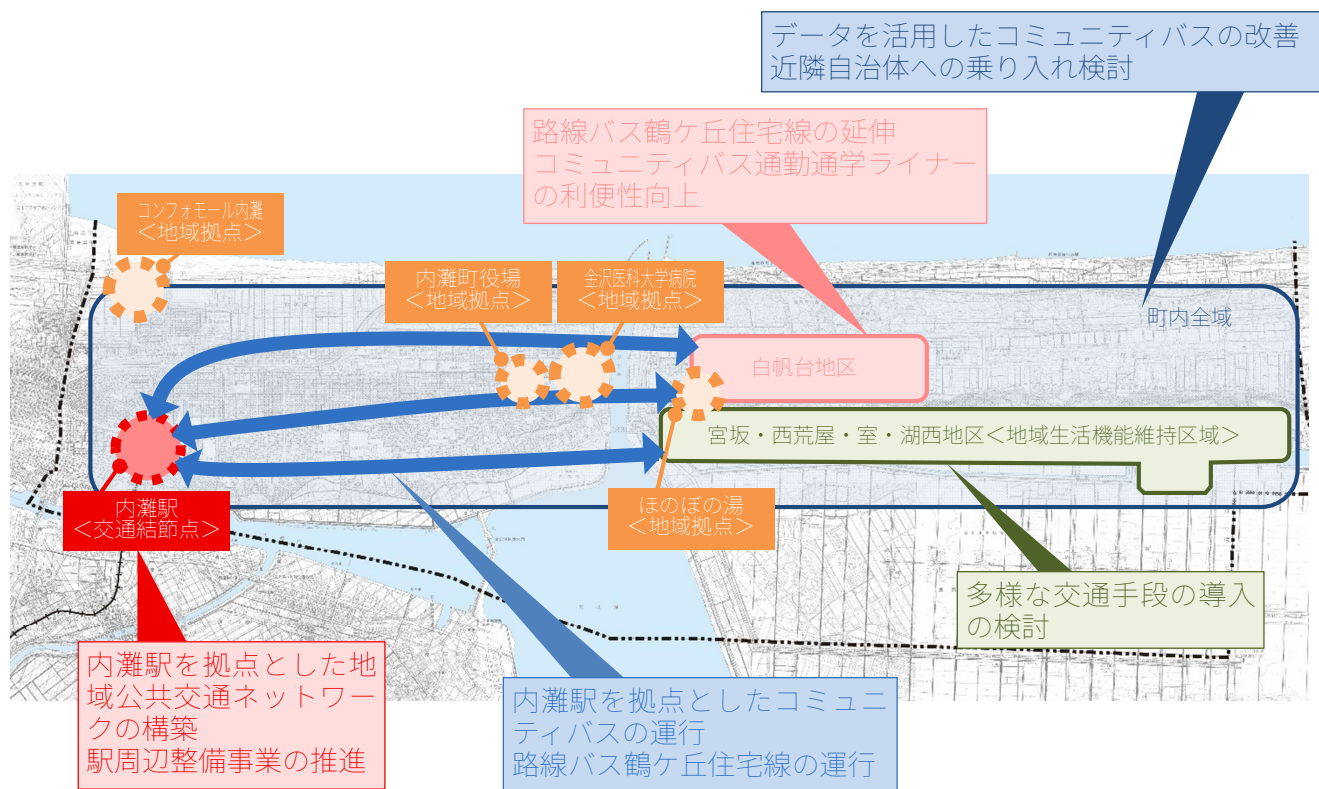 データを活用したコミュニティバスの改善
近隣自治体への乗り入れ検討
路線バス鶴ケ丘住宅線の延伸
コミュニティバス通勤通学ライナー
の利便性向上
コンフォモール内灘
＜地域拠点＞
内灘町役場
＜地域拠点＞
金沢医科大学病院
＜地域拠点＞
町内全域
白帆台地区
宮坂・西荒屋・室・湖西地区＜地域生活機能維持区域＞
内灘駅
＜交通結節点＞
ほのぼの湯
＜地域拠点＞
多様な交通手段の導入
の検討
内灘駅を拠点とした地
域公共交通ネットワー
クの構築
駅周辺整備事業の推進
内灘駅を拠点としたコミュニ
ティバスの運行
路線バス鶴ケ丘住宅線の運行